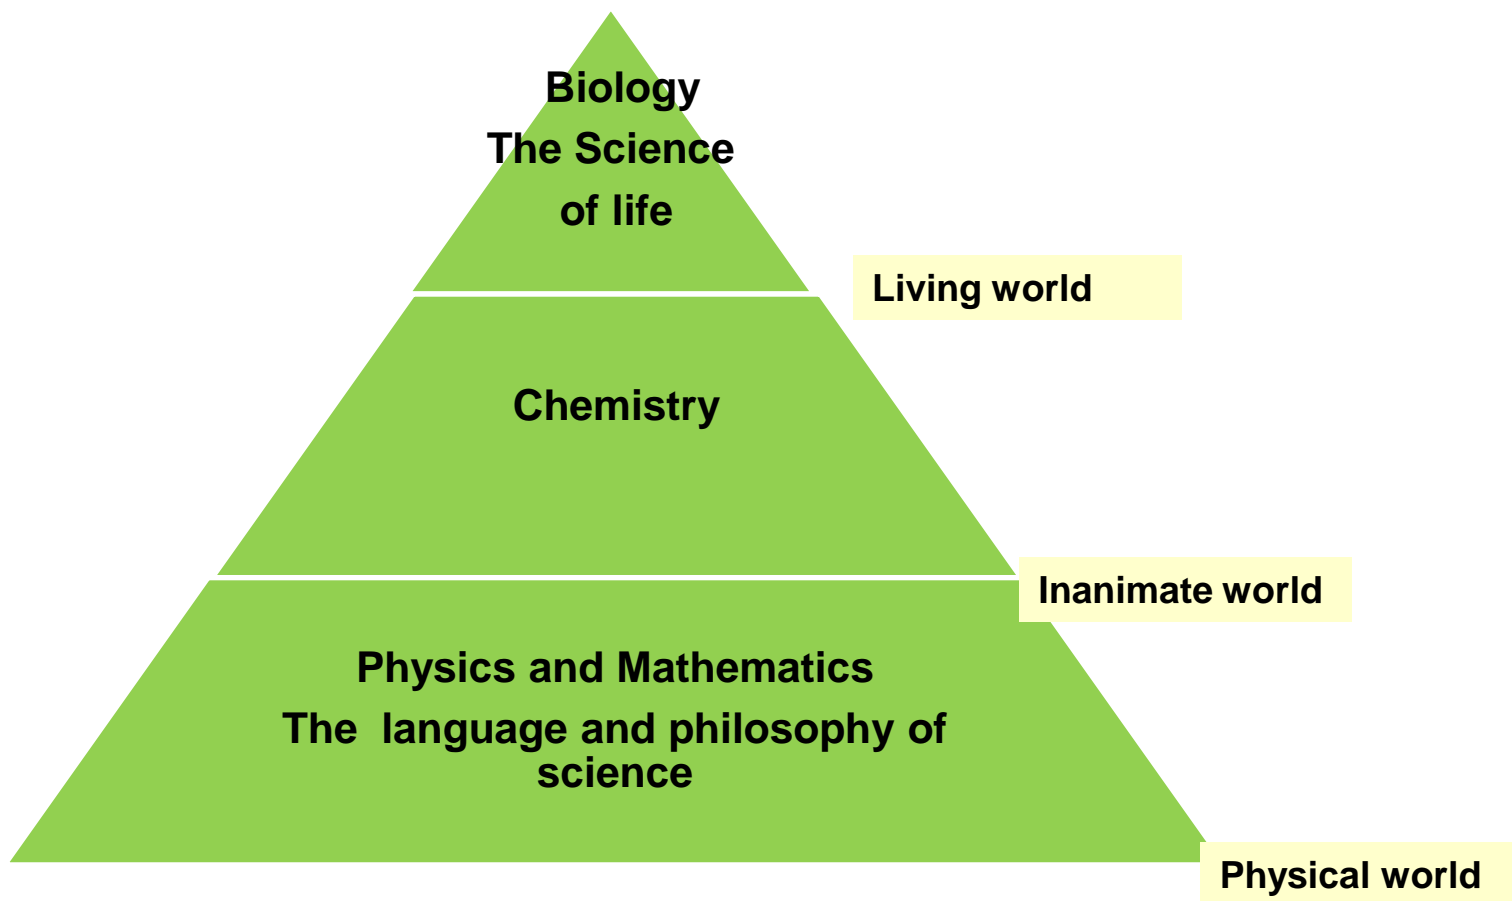 Biology
The Science
of life
Living world
Chemistry
Inanimate world
Physics and Mathematics
The language and philosophy of
science
Physical world